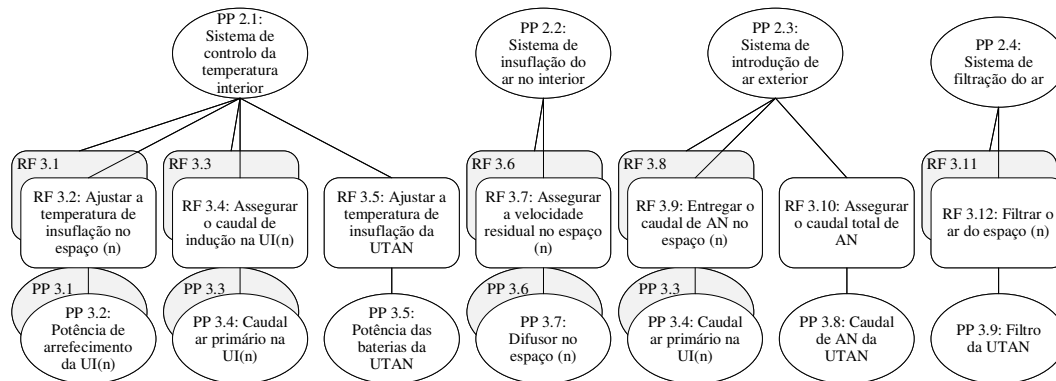 PP 2.1:
Sistema de
controlo da
temperatura
interior
PP 2.2:
Sistema de
insuflação do
ar no interior
PP 2.3:
Sistema de
introdução de
ar exterior
PP 2.4:
Sistema de
filtração do ar
RF 3.1
RF 3.2: Ajustar a
temperatura de
insuflação no
espaço (n)
RF 3.3
RF 3.4: Assegurar
o caudal de
indução na UI(n)
RF 3.5: Ajustar a
temperatura de
insuflação da
UTAN
RF 3.6
RF 3.7: Assegurar
a velocidade
residual no espaço
(n)
RF 3.8
RF 3.9: Entregar o
caudal de AN no
espaço (n)
RF 3.10: Assegurar
o caudal total de
AN
RF 3.11
RF 3.12: Filtrar o
ar do espaço (n)
PP 3.1
PP 3.2:
Potência de
arrefecimento
da UI(n)
PP 3.3
PP 3.4: Caudal
ar primário na
UI(n)
PP 3.5:
Potência das
baterias da
UTAN
PP 3.6
PP 3.7:
Difusor no
espaço (n)
PP 3.3
PP 3.4: Caudal
ar primário na
UI(n)
PP 3.8: Caudal
de AN da
UTAN
PP 3.9: Filtro
da UTAN